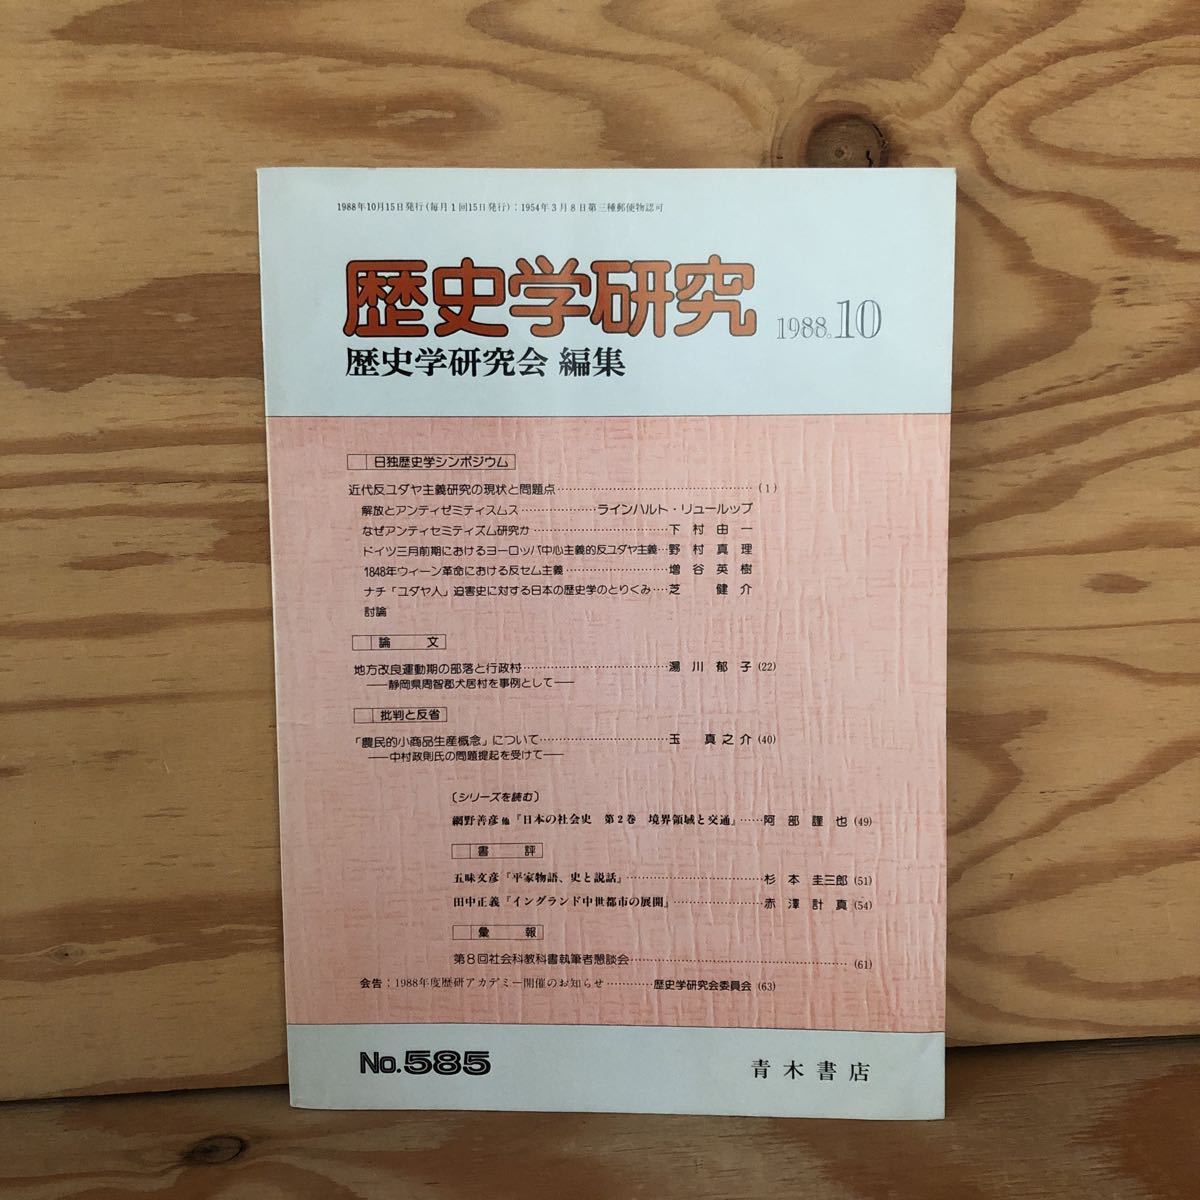 1988年10月15日発行(毎月1回15日発行):1954年3月8日第三種郵便物認可
歴史学研究 1988.10
歴史学研究会 編集
日独歴史学シンポジウム
近代反ユダヤ主義研究の現状と問題点……(1)
解放とアンティゼミティスムス……ラインハルト・リュールップ
なぜアンティセミティズム研究か……下村由一
ドイツ三月前期におけるヨーロッパ中心主義的反ユダヤ主義…野村真理
1848年ウィーン革命における反セム主義……増谷英樹
ナチ「ユダヤ人」迫害史に対する日本の歴史学のとりくみ……芝健介
討論
論文
地方改良運動期の部落と行政村……湯川郁子(22)
――静岡県周智郡犬居村を事例として――
批判と反省
「農民的小商品生産概念」について……玉真之介(40)
――中村政則氏の問題提起を受けて――
〔シリーズを読む〕
網野善彦他『日本の社会史 第2巻 境界領域と交通』……阿部謹也(49)
書評
五味文彦『平家物語、史と説話』……杉本圭三郎(51)
田中正義『イングランド中世都市の展開』……赤澤計真(54)
彙報
第8回社会科教科書執筆者懇談会……(61)
会告:1988年度歴研アカデミー開催のお知らせ……歴史学研究会委員会(63)
No.585
青木書店